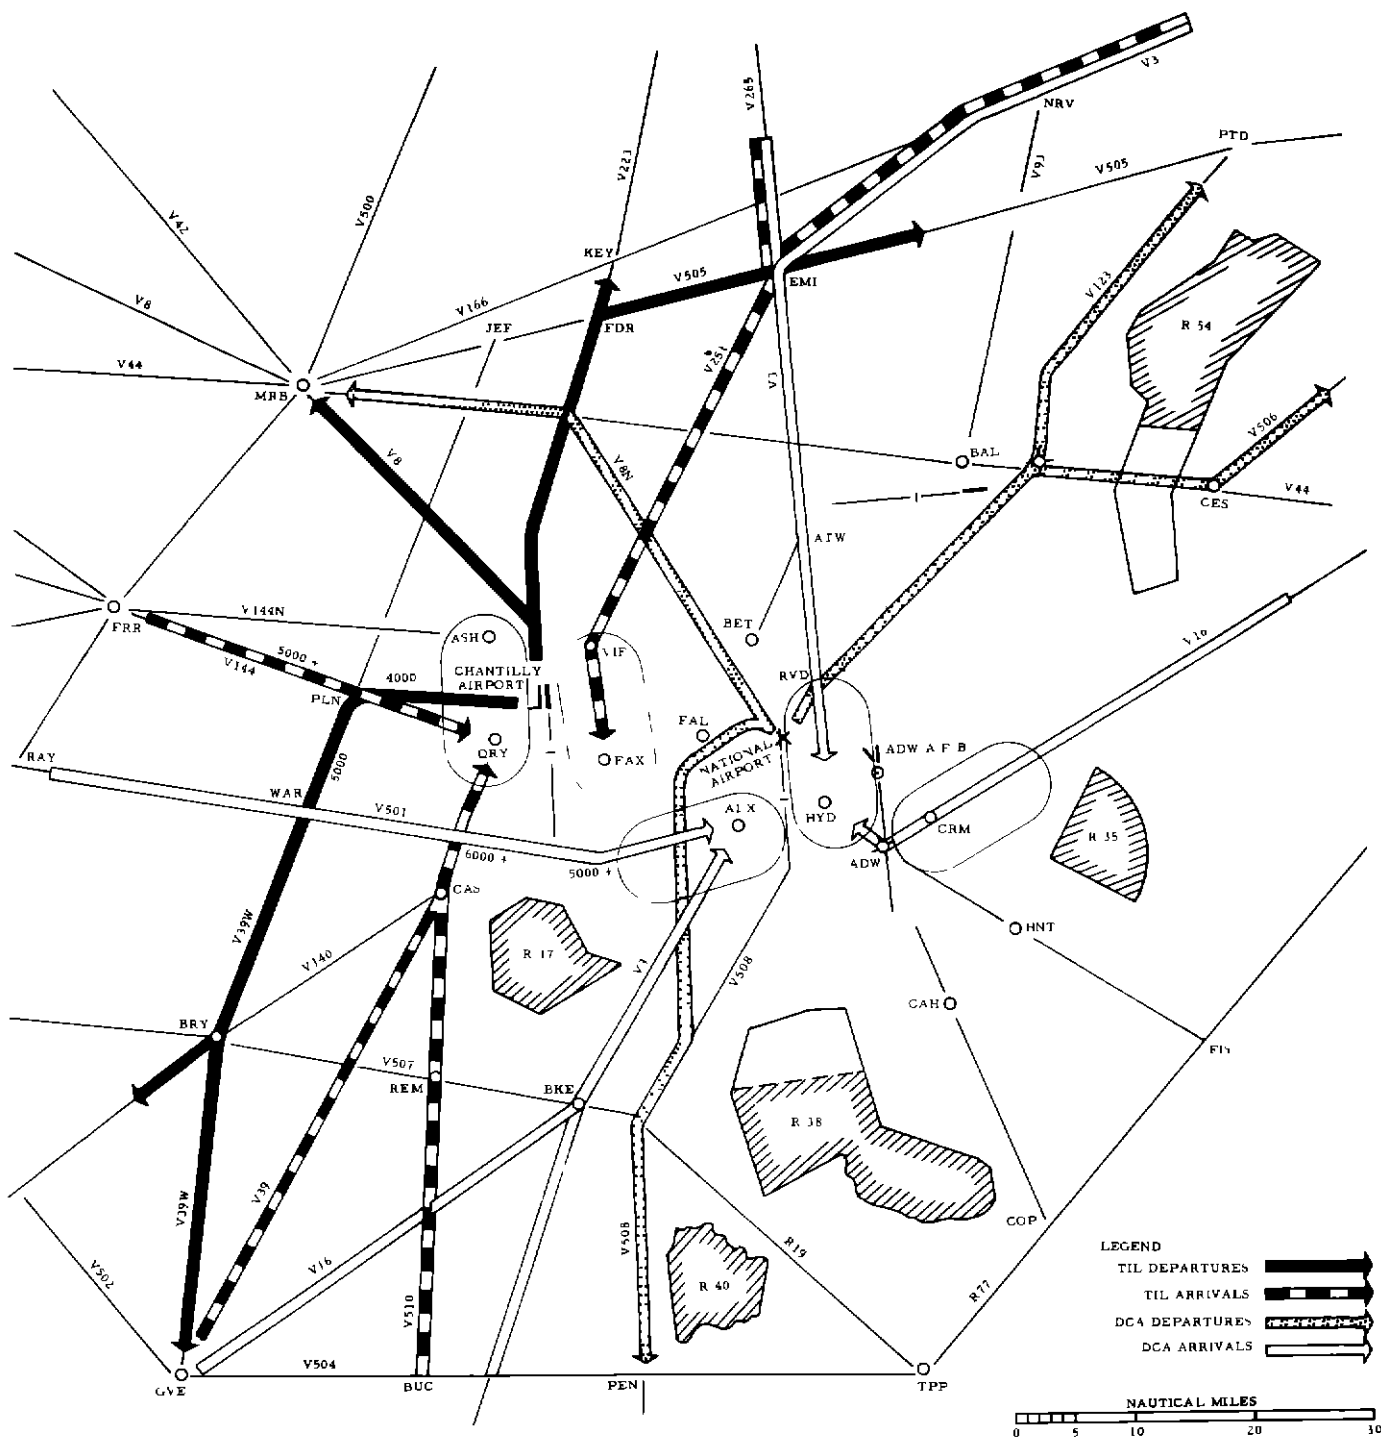 V3
NRV
V265
PTD
V223
V93
V505
V42
V500
KEY
V505
EMI
V8
V166
JEF
FDR
V123
R 54
V44
MRB
V251
V3
V8
V8N
BAL
V506
V44
CES
ATW
V144N
FRR
5000 +
V144
ASH
VIF
BET
V16
CHANTILLY
AIRPORT
4000
PLN
RVD
FAL
RAY
5000
QRY
FAX
NATIONAL
AIRPORT
ADW A F B
WAR
V501
ALX
HYD
CRM
R 35
6000 +
5000 +
ADW
CAS
V39W
V140
R 17
V3
V508
HNT
BRY
CAH
V507
REM
BKE
R 38
V39W
V39
V16
V508
R19
COP
V502
V510
R 40
R77
LEGEND
TIL DEPARTURES
TIL ARRIVALS
DCA DEPARTURES
DCA ARRIVALS
V504
GVE
BUC
PEN
TPP
NAUTICAL MILES
0 5 10 20 30